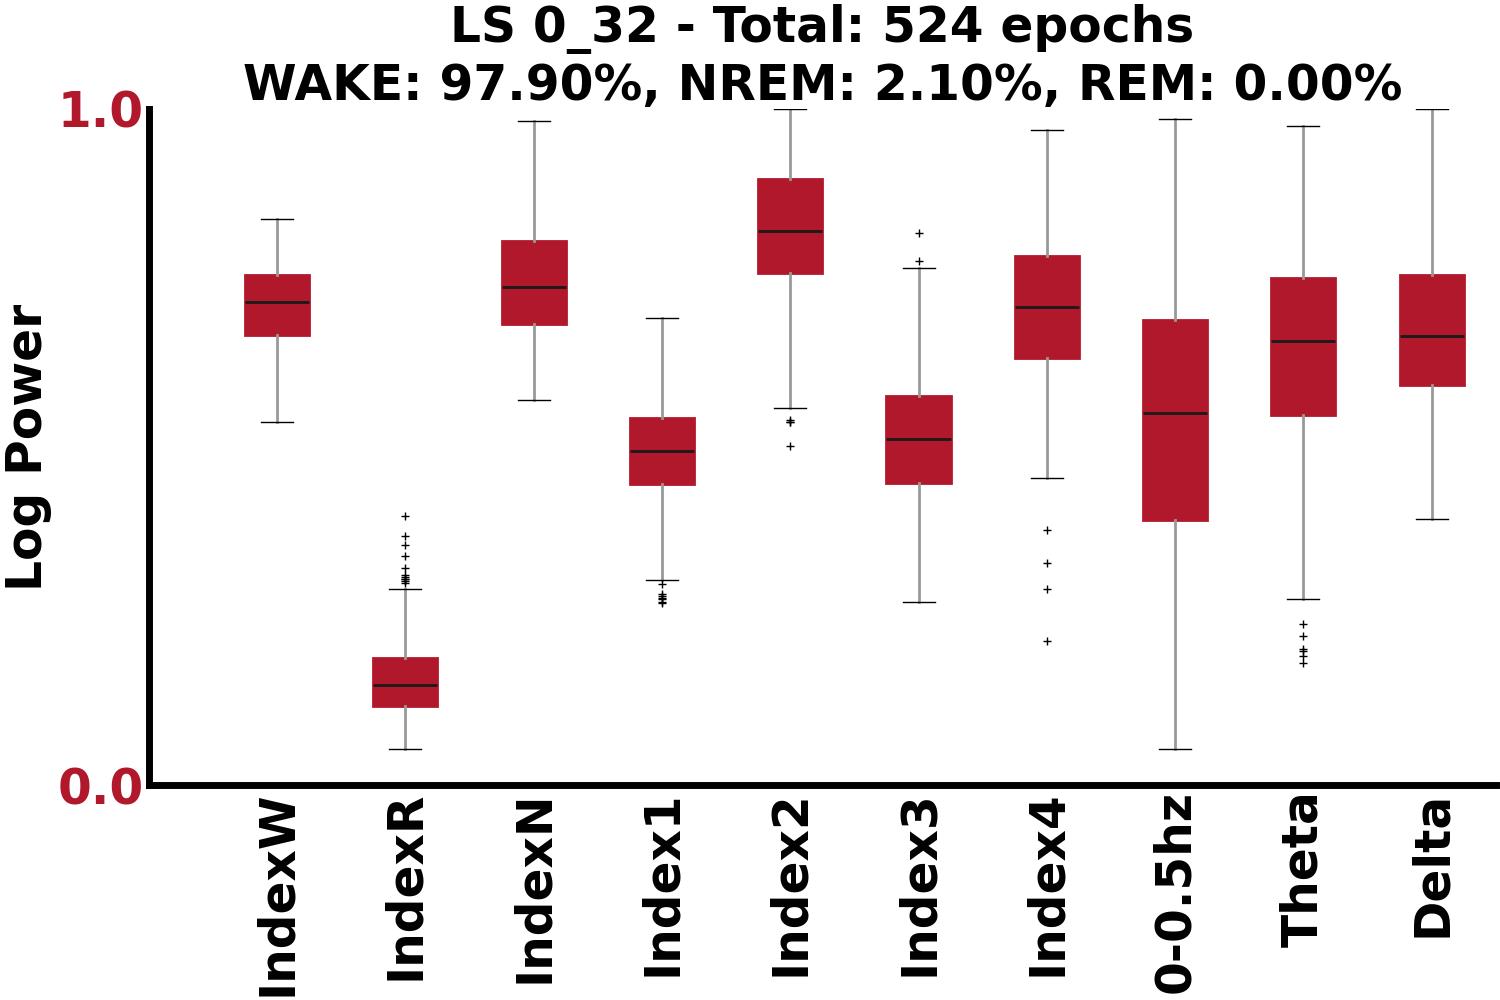 LS 0_32 - Total: 524 epochs
WAKE: 97.90%, NREM: 2.10%, REM: 0.00%
1.0
Log Power
0.0
IndexW
IndexR
IndexN
Index1
Index2
Index3
Index4
0-0.5hz
Theta
Delta